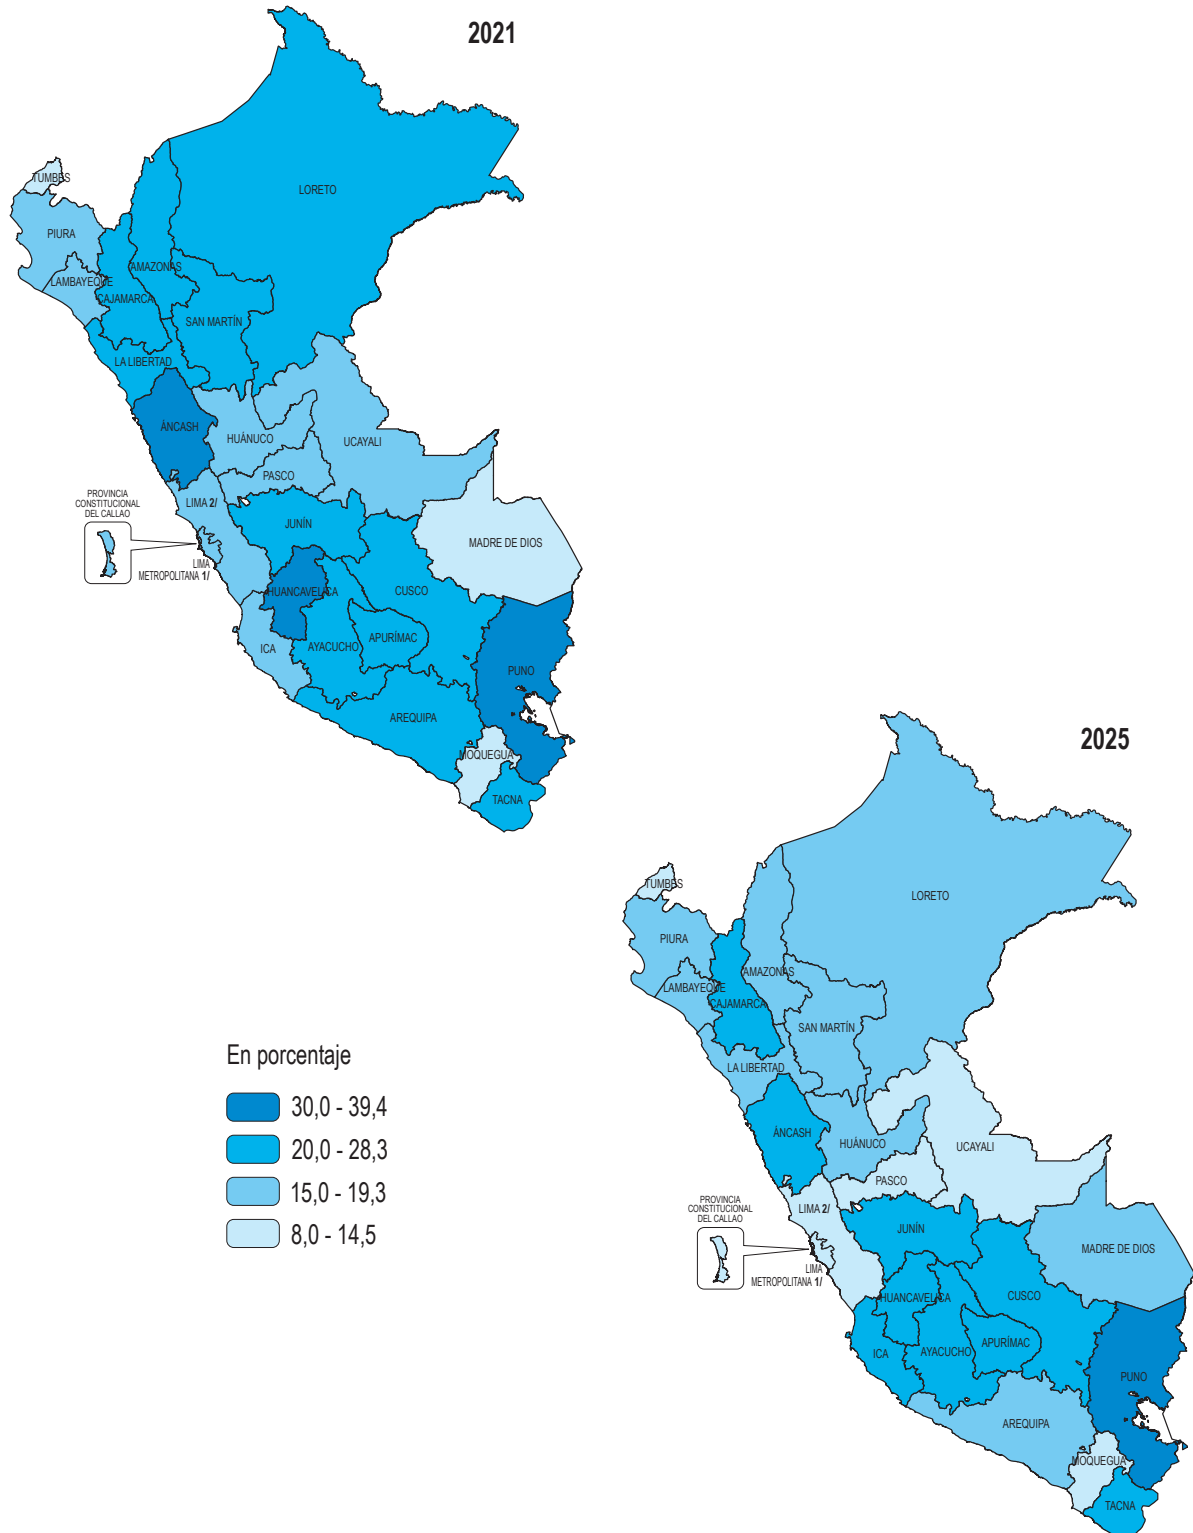 2021
LORETO
TUMBES
PIURA
AMAZONAS
LAMBAYEQUE
CAJAMARCA
SAN MARTÍN
LA LIBERTAD
ÁNCASH
HUÁNUCO
UCAYALI
PASCO
PROVINCIA
CONSTITUCIONAL
DEL CALLAO
LIMA 2/
JUNÍN
MADRE DE DIOS
LIMA
METROPOLITANA 1/
HUANCAVELICA
CUSCO
ICA
AYACUCHO
APURÍMAC
PUNO
AREQUIPA
MOQUEGUA
TACNA
2025
LORETO
TUMBES
PIURA
AMAZONAS
LAMBAYEQUE
CAJAMARCA
SAN MARTÍN
LA LIBERTAD
ÁNCASH
HUÁNUCO
UCAYALI
PASCO
PROVINCIA
CONSTITUCIONAL
DEL CALLAO
LIMA 2/
JUNÍN
MADRE DE DIOS
LIMA
METROPOLITANA 1/
HUANCAVELICA
CUSCO
ICA
AYACUCHO
APURÍMAC
PUNO
AREQUIPA
MOQUEGUA
TACNA
En porcentaje
30,0 - 39,4
20,0 - 28,3
15,0 - 19,3
8,0 - 14,5